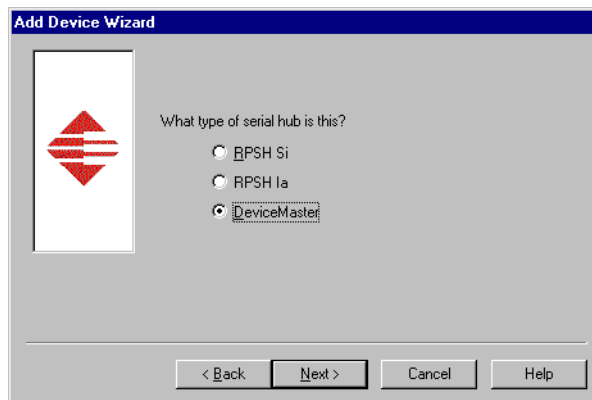 Add Device Wizard
What type of serial hub is this?
RPSH Si
RPSH Ia
DeviceMaster
< Back Next > Cancel Help